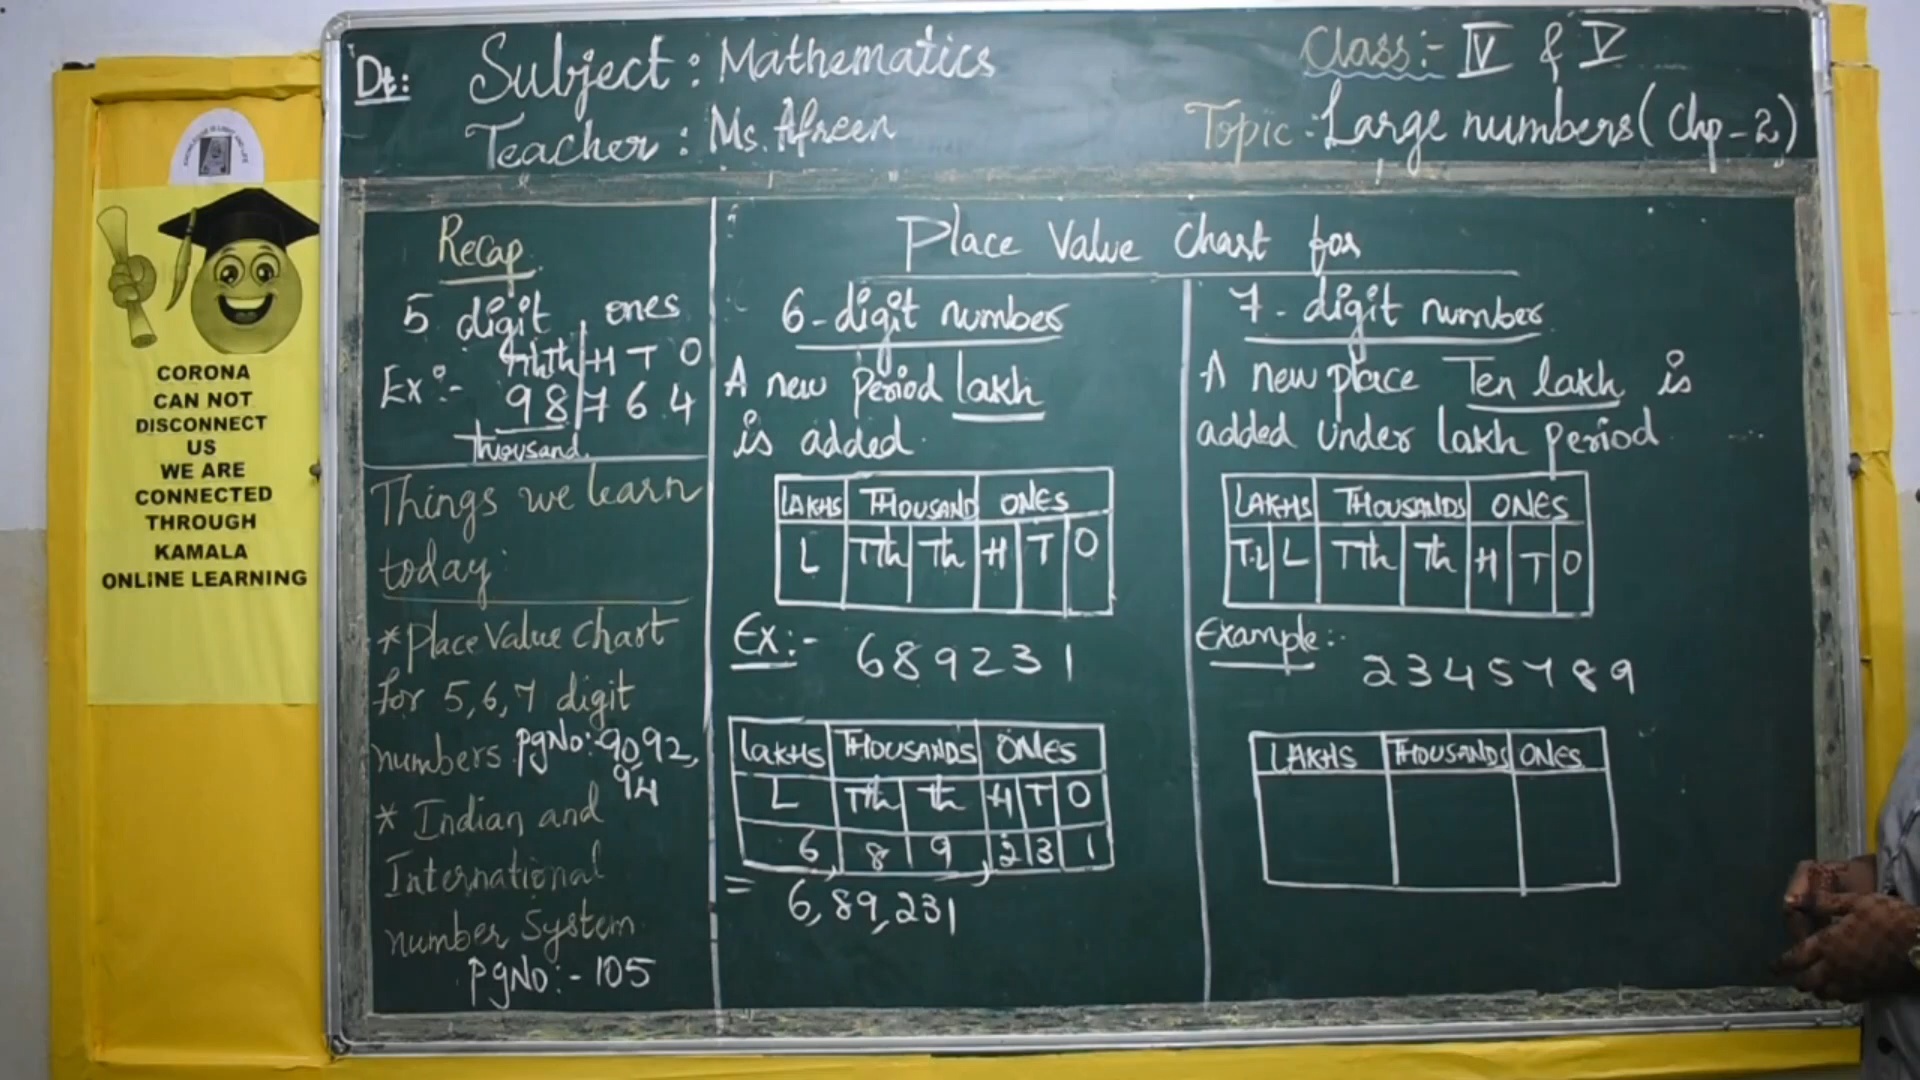 Dt:
Subject : Mathematics
Teacher : Ms. Afreen
Class:- IV & V
Topic :- Large numbers (Chp-2)
CORONA
CAN NOT
DISCONNECT
US
WE ARE
CONNECTED
THROUGH
KAMALA
ONLINE LEARNING
Recap
5 digit ones
TthTh H T O
Ex:- 98 7 6 4
Thousand
Things we learn
today:
* Place Value Chart
for 5,6,7 digit
numbers PgNo:-90,92,
94
* Indian and
International
number System
PgNo:-105
Place Value Chart for
6-digit number
A new period lakh
is added.
LAKHS THOUSAND ONES
L Tth Th H T O
Ex:- 689231
LAKHS THOUSANDS ONES
L Tth Th H T O
6, 8 9, 2 3 1
= 6,89,231
7-digit number
A new place Ten lakh is
added under lakh period
LAKHS THOUSANDS ONES
T.L L Tth Th H T O
Example:- 2345789
LAKHS THOUSANDS ONES